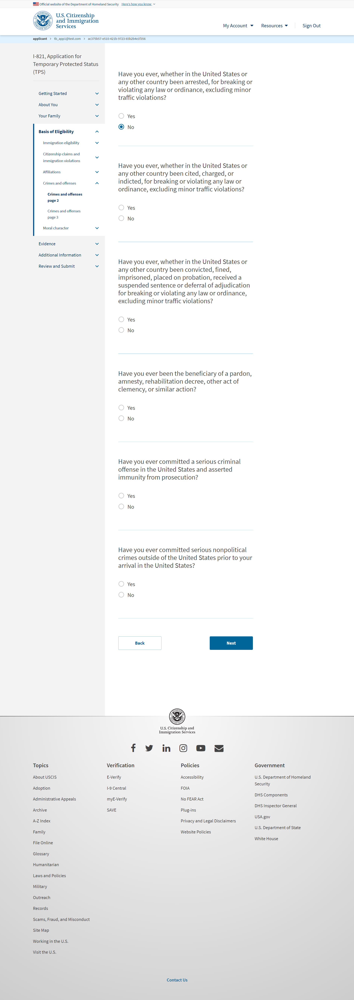 Official website of the Department of Homeland Security Here's how you know
U.S. Citizenship
and Immigration
Services
My Account Resources Sign Out
applicant > tb_app1@test.com > ac375b57-e510-421b-9723-65b2b4e1f356
I-821, Application for
Temporary Protected Status
(TPS)
Getting Started
About You
Your Family
Basis of Eligibility
Immigration eligibility
Citizenship claims and
immigration violations
Affiliations
Crimes and offenses
Crimes and offenses
page 2
Crimes and offenses
page 3
Moral character
Evidence
Additional Information
Review and Submit
Have you ever, whether in the United States or
any other country been arrested, for breaking or
violating any law or ordinance, excluding minor
traffic violations?
Yes
No
Have you ever, whether in the United States or
any other country been cited, charged, or
indicted, for breaking or violating any law or
ordinance, excluding minor traffic violations?
Yes
No
Have you ever, whether in the United States or
any other country been convicted, fined,
imprisoned, placed on probation, received a
suspended sentence or deferral of adjudication
for breaking or violating any law or ordinance,
excluding minor traffic violations?
Yes
No
Have you ever been the beneficiary of a pardon,
amnesty, rehabilitation decree, other act of
clemency, or similar action?
Yes
No
Have you ever committed a serious criminal
offense in the United States and asserted
immunity from prosecution?
Yes
No
Have you ever committed serious nonpolitical
crimes outside of the United States prior to your
arrival in the United States?
Yes
No
Back Next
U.S. Citizenship and
Immigration Services
Topics
About USCIS
Adoption
Administrative Appeals
Archive
A-Z Index
Family
File Online
Glossary
Humanitarian
Laws and Policies
Military
Outreach
Records
Scams, Fraud, and Misconduct
Site Map
Working in the U.S.
Visit the U.S.
Verification
E-Verify
I-9 Central
myE-Verify
SAVE
Policies
Accessibility
FOIA
No FEAR Act
Plug-ins
Privacy and Legal Disclaimers
Website Policies
Government
U.S. Department of Homeland
Security
DHS Components
DHS Inspector General
USA.gov
U.S. Department of State
White House
Contact Us